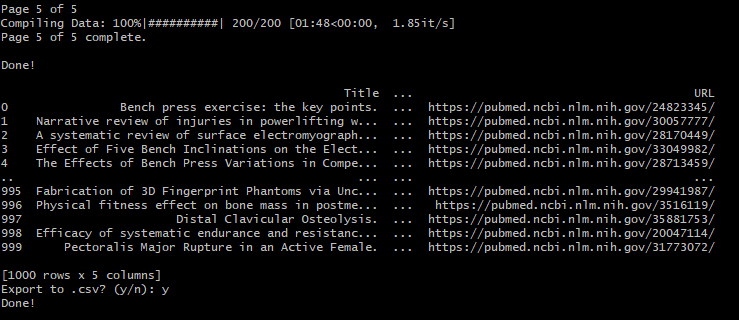 Page 5 of 5
Compiling Data: 100%|##########| 200/200 [01:48<00:00,  1.85it/s]
Page 5 of 5 complete.
Done!
Title  ...  URL
0  Bench press exercise: the key points.  ...  https://pubmed.ncbi.nlm.nih.gov/24823345/
1  Narrative review of injuries in powerlifting w...  ...  https://pubmed.ncbi.nlm.nih.gov/30057777/
2  A systematic review of surface electromyograph...  ...  https://pubmed.ncbi.nlm.nih.gov/28170449/
3  Effect of Five Bench Inclinations on the Elect...  ...  https://pubmed.ncbi.nlm.nih.gov/33049982/
4  The Effects of Bench Press Variations in Compe...  ...  https://pubmed.ncbi.nlm.nih.gov/28713459/
..  ...  ...  ...
995  Fabrication of 3D Fingerprint Phantoms via Unc...  ...  https://pubmed.ncbi.nlm.nih.gov/29941987/
996  Physical fitness effect on bone mass in postme...  ...  https://pubmed.ncbi.nlm.nih.gov/3516119/
997  Distal Clavicular Osteolysis.  ...  https://pubmed.ncbi.nlm.nih.gov/35881753/
998  Efficacy of systematic endurance and resistanc...  ...  https://pubmed.ncbi.nlm.nih.gov/20047114/
999  Pectoralis Major Rupture in an Active Female.  ...  https://pubmed.ncbi.nlm.nih.gov/31773072/
[1000 rows x 5 columns]
Export to .csv? (y/n): y
Done!